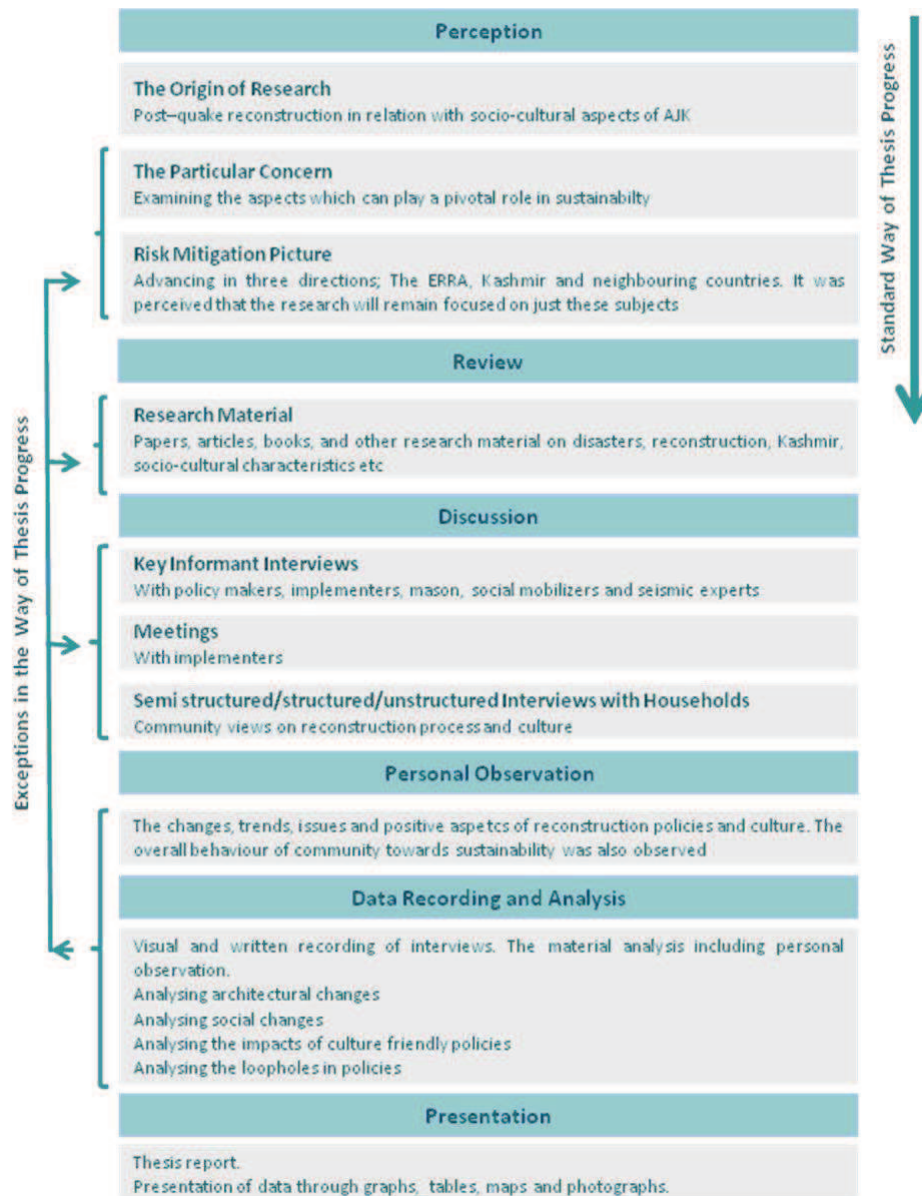 Perception
The Origin of Research
Post–quake reconstruction in relation with socio-cultural aspects of AJK
The Particular Concern
Examining the aspects which can play a pivotal role in sustainabilty
Risk Mitigation Picture
Advancing in three directions; The ERRA, Kashmir and neighbouring countries. It was
perceived that the research will remain focused on just these subjects
Review
Research Material
Papers, articles, books, and other research material on disasters, reconstruction, Kashmir,
socio-cultural characteristics etc
Discussion
Key Informant Interviews
With policy makers, implementers, mason, social mobilizers and seismic experts
Meetings
With implementers
Semi structured/structured/unstructured Interviews with Households
Community views on reconstruction process and culture
Personal Observation
The changes, trends, issues and positive aspetcs of reconstruction policies and culture. The
overall behaviour of community towards sustainability was also observed
Data Recording and Analysis
Visual and written recording of interviews. The material analysis including personal
observation.
Analysing architectural changes
Analysing social changes
Analysing the impacts of culture friendly policies
Analysing the loopholes in policies
Presentation
Thesis report.
Presentation of data through graphs, tables, maps and photographs.
Exceptions in the Way of Thesis Progress
Standard Way of Thesis Progress